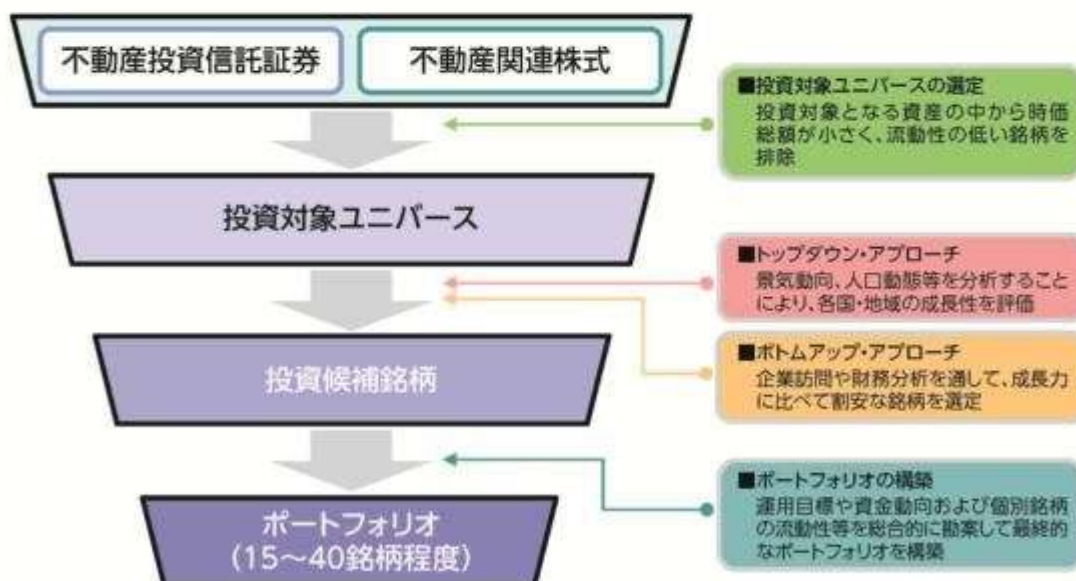 不動産投資信託証券
不動産関連株式
■投資対象ユニバースの選定
投資対象となる資産の中から時価
総額が小さく、流動性の低い銘柄を
排除
投資対象ユニバース
■トップダウン・アプローチ
景気動向、人口動態等を分析すること
により、各国・地域の成長性を評価
■ボトムアップ・アプローチ
企業訪問や財務分析を通して、成長力
に比べて割安な銘柄を選定
投資候補銘柄
■ポートフォリオの構築
運用目標や資金動向および個別銘柄
の流動性等を総合的に勘案して最終的
なポートフォリオを構築
ポートフォリオ
(15〜40銘柄程度)